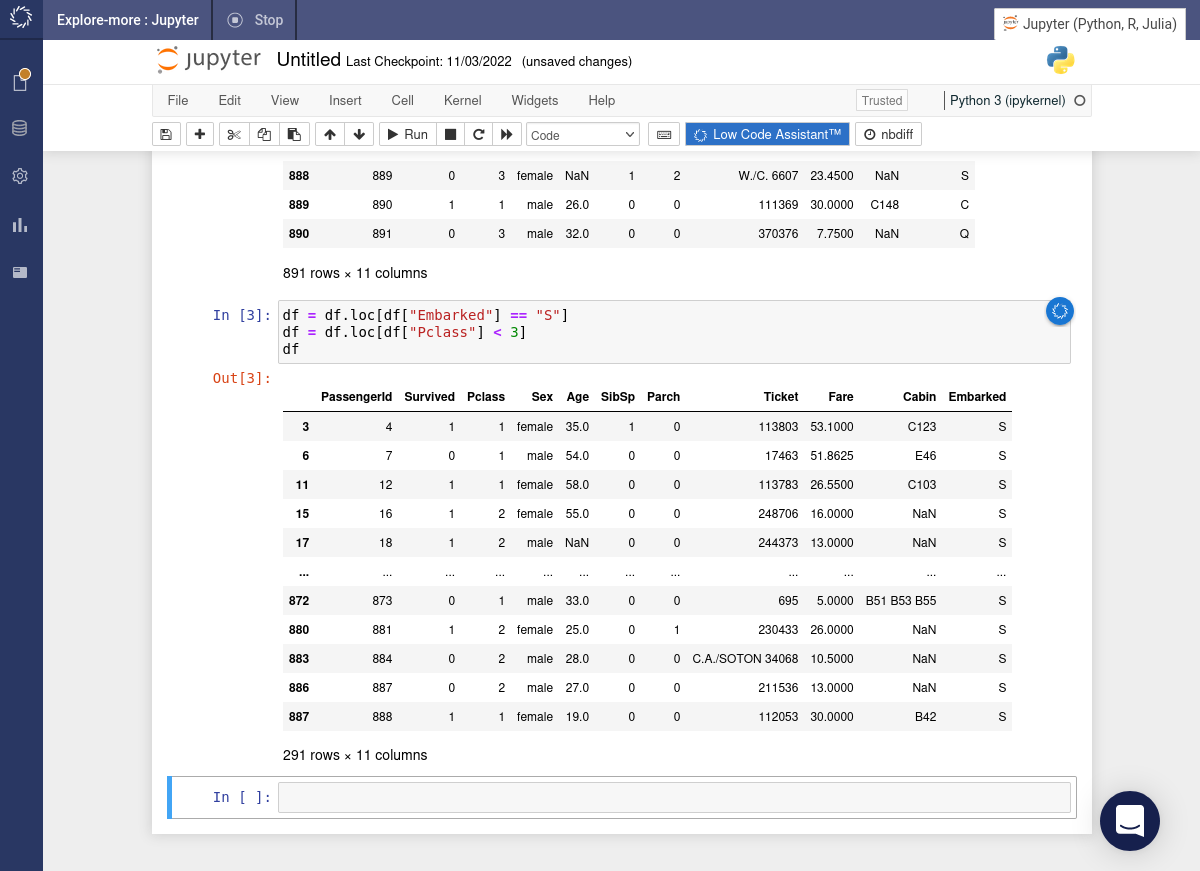 Explore-more : Jupyter Stop Jupyter (Python, R, Julia)
jupyter Untitled Last Checkpoint: 11/03/2022 (unsaved changes)
File Edit View Insert Cell Kernel Widgets Help Trusted Python 3 (ipykernel)
Run Code Low Code Assistant™ nbdiff
888 889 0 3 female NaN 1 2 W./C. 6607 23.4500 NaN S
889 890 1 1 male 26.0 0 0 111369 30.0000 C148 C
890 891 0 3 male 32.0 0 0 370376 7.7500 NaN Q
891 rows × 11 columns
In [3]: df = df.loc[df["Embarked"] == "S"]
df = df.loc[df["Pclass"] < 3]
df
Out[3]:
PassengerId Survived Pclass Sex Age SibSp Parch Ticket Fare Cabin Embarked
3 4 1 1 female 35.0 1 0 113803 53.1000 C123 S
6 7 0 1 male 54.0 0 0 17463 51.8625 E46 S
11 12 1 1 female 58.0 0 0 113783 26.5500 C103 S
15 16 1 2 female 55.0 0 0 248706 16.0000 NaN S
17 18 1 2 male NaN 0 0 244373 13.0000 NaN S
... ... ... ... ... ... ... ... ... ... ... ...
872 873 0 1 male 33.0 0 0 695 5.0000 B51 B53 B55 S
880 881 1 2 female 25.0 0 1 230433 26.0000 NaN S
883 884 0 2 male 28.0 0 0 C.A./SOTON 34068 10.5000 NaN S
886 887 0 2 male 27.0 0 0 211536 13.0000 NaN S
887 888 1 1 female 19.0 0 0 112053 30.0000 B42 S
291 rows × 11 columns
In [ ]: